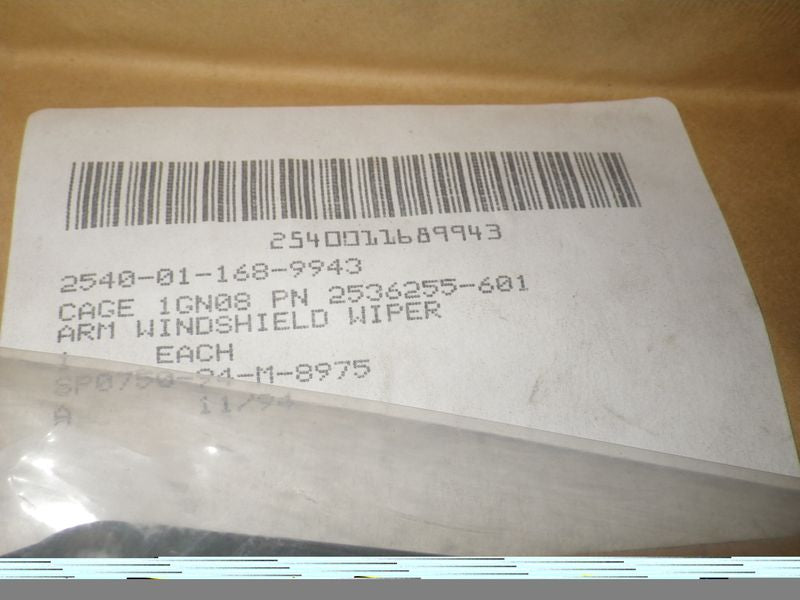 2540011689943
2540-01-168-9943
CAGE 1GN08 PN 2536255-601
ARM WINDSHIELD WIPER
1 EACH
SP0750-94-M-8975
A 11/94